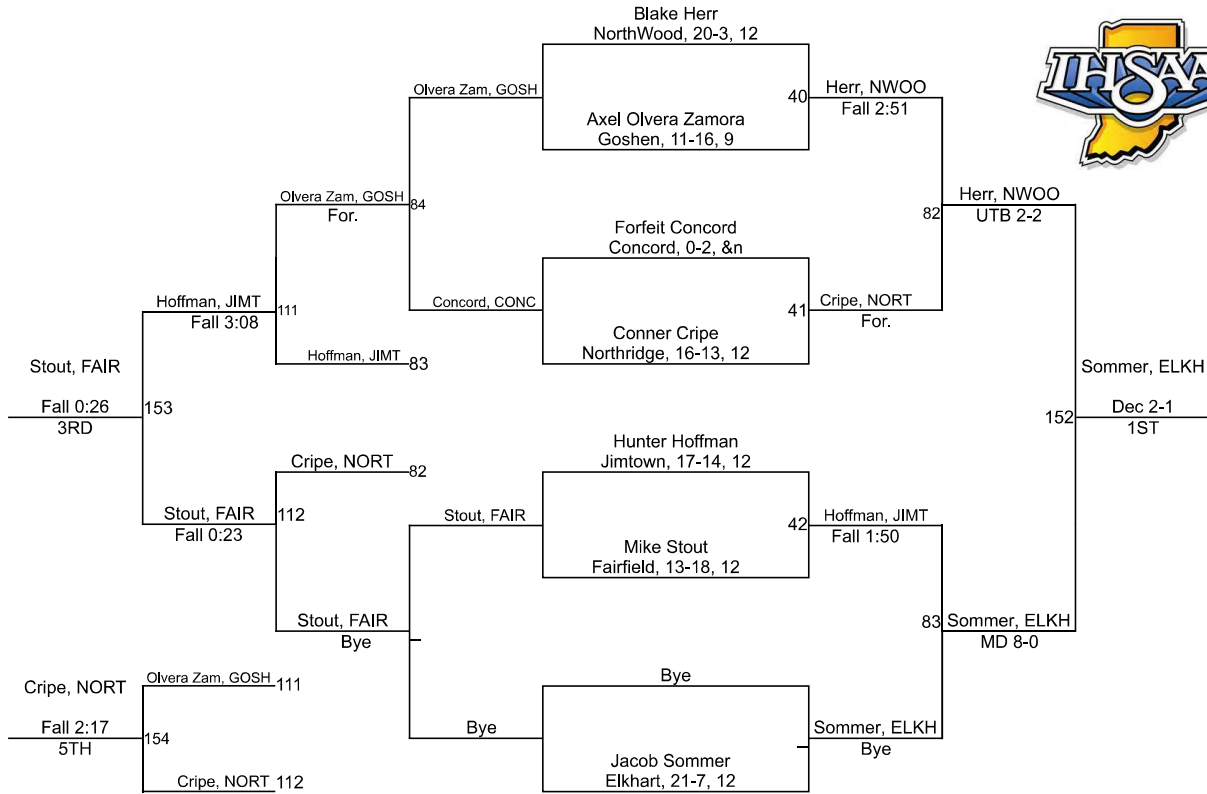 Blake Herr
NorthWood, 20-3, 12
IHSAA
Olvera Zam, GOSH
40
Herr, NWOO
Fall 2:51
Axel Olvera Zamora
Goshen, 11-16, 9
Olvera Zam, GOSH
For.
84
Herr, NWOO
UTB 2-2
82
Forfeit Concord
Concord, 0-2, &n
Hoffman, JIMT
Fall 3:08
111
Concord, CONC
41
Cripe, NORT
For.
Conner Cripe
Northridge, 16-13, 12
Hoffman, JIMT
83
Stout, FAIR
Fall 0:26
3RD
153
Sommer, ELKH
Dec 2-1
1ST
152
Hunter Hoffman
Jimtown, 17-14, 12
Cripe, NORT
82
Stout, FAIR
Fall 0:23
112
Stout, FAIR
42
Hoffman, JIMT
Fall 1:50
Mike Stout
Fairfield, 13-18, 12
Stout, FAIR
Bye
83
Sommer, ELKH
MD 8-0
Cripe, NORT
Fall 2:17
5TH
Olvera Zam, GOSH
111
154
Cripe, NORT
112
Bye
Bye
Sommer, ELKH
Bye
Jacob Sommer
Elkhart, 21-7, 12